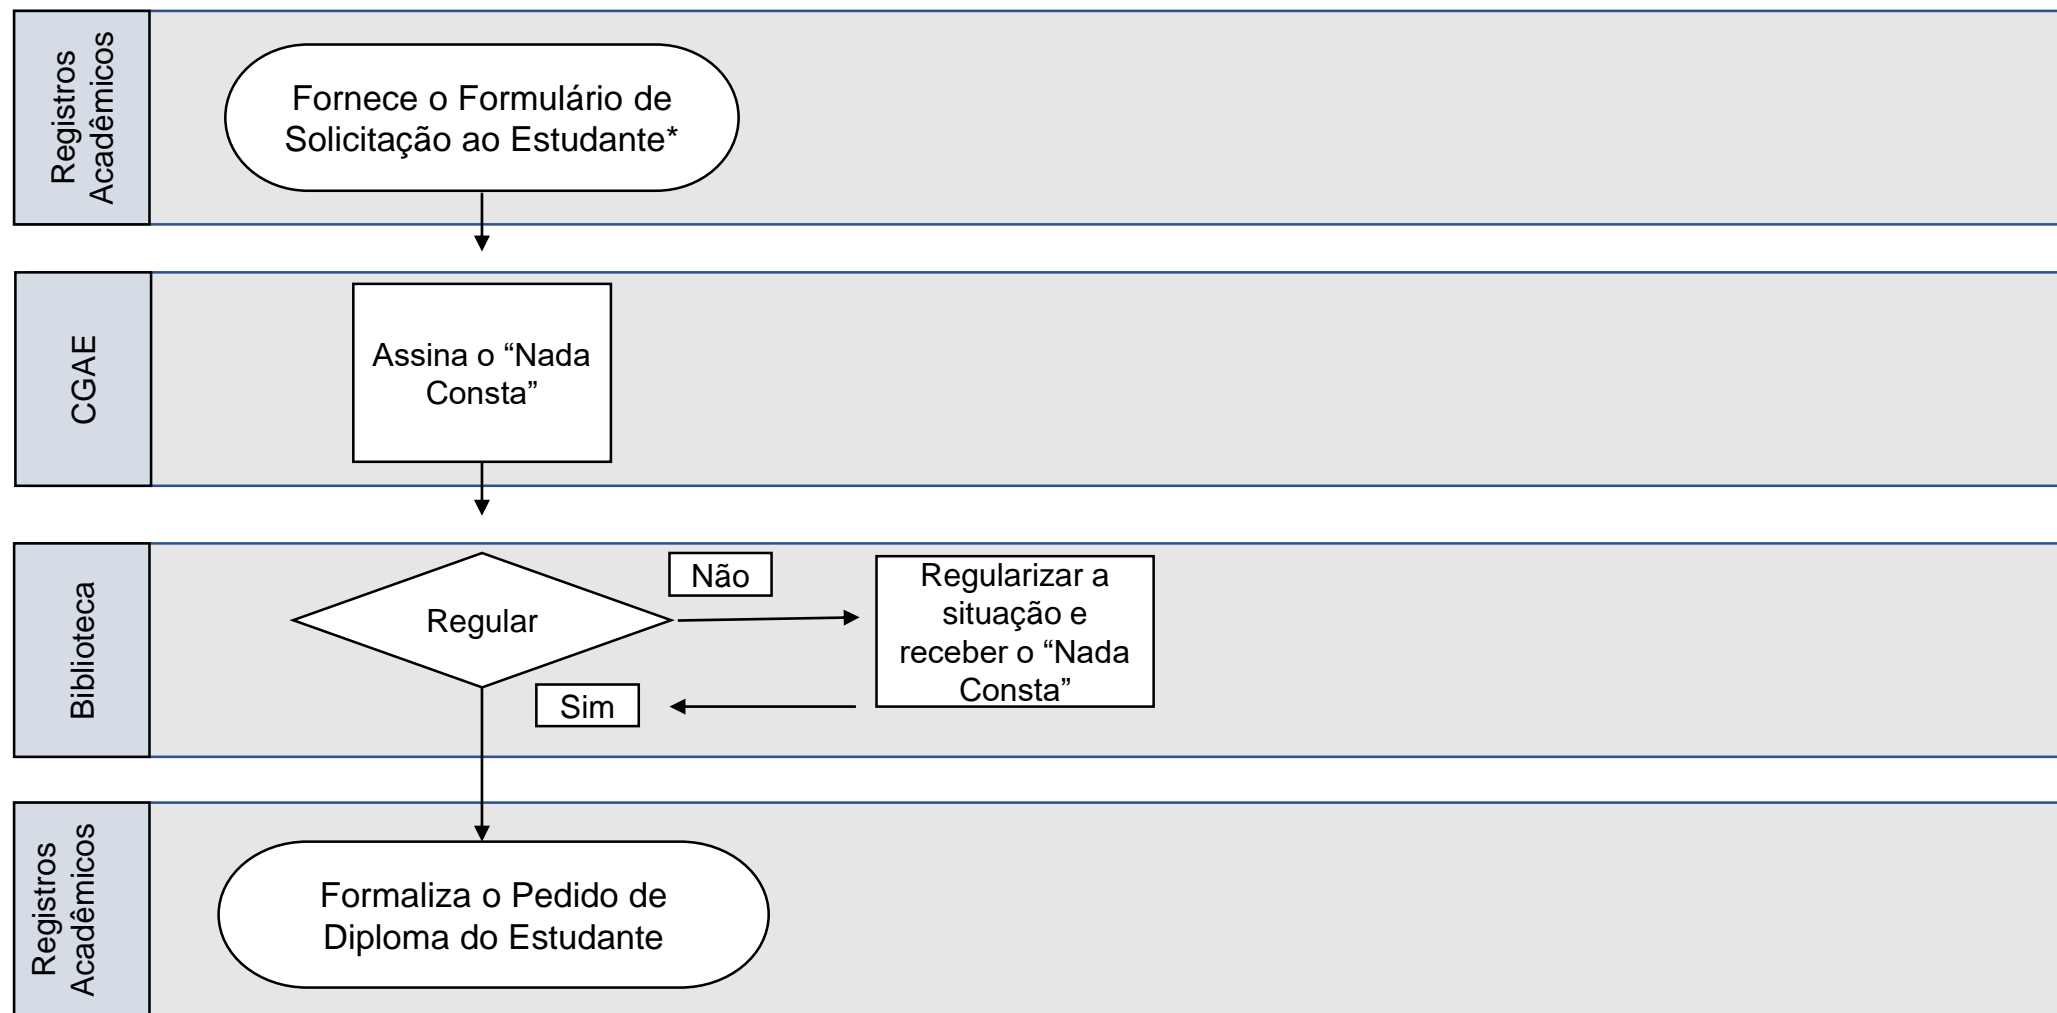 Registros
Acadêmicos
Fornece o Formulário de
Solicitação ao Estudante*
CGAE
Assina o “Nada
Consta”
Biblioteca
Regular
Não
Regularizar a
situação e
receber o “Nada
Consta”
Sim
Registros
Acadêmicos
Formaliza o Pedido de
Diploma do Estudante